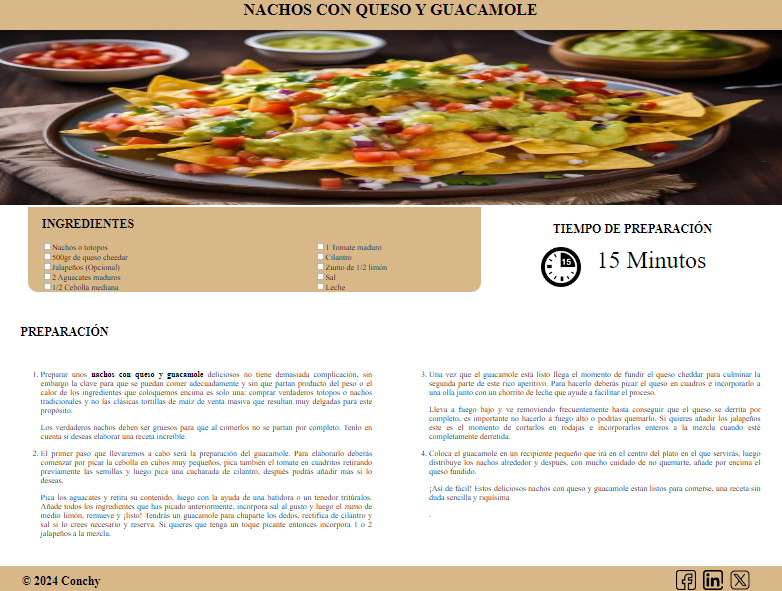 NACHOS CON QUESO Y GUACAMOLE
INGREDIENTES
Nachos o totopos
500gr de queso cheedar
Jalapeños (Opcional)
2 Aguacates maduros
1/2 Cebolla mediana
1 Tomate maduro
Cilantro
Zumo de 1/2 limón
Sal
Leche
TIEMPO DE PREPARACIÓN
15
15 Minutos
PREPARACIÓN
1. Preparar unos nachos con queso y guacamole deliciosos no tiene demasiada complicación, sin
embargo la clave para que se puedan comer adecuadamente y sin que partan producto del peso o el
calor de los ingredientes que coloquemos encima es solo una: comprar verdaderos totopos o nachos
tradicionales y no las clásicas tortillas de maíz de venta masiva que resultan muy delgadas para este
propósito.
Los verdaderos nachos deben ser gruesos para que al comerlos no se partan por completo. Tenlo en
cuenta si deseas elaborar una receta increíble.
2. El primer paso que llevaremos a cabo será la preparación del guacamole. Para elaborarlo deberás
comenzar por picar la cebolla en cubos muy pequeños, pica también el tomate en cuadritos retirando
previamente las semillas y luego pica una cucharada de cilantro, después podrás añadir más si lo
deseas.
Pica los aguacates y retira su contenido, luego con la ayuda de una batidora o un tenedor tritúralos.
Añade todos los ingredientes que has picado anteriormente, incorpora sal al gusto y luego el zumo de
medio limón, remueve y ¡listo! Tendrás un guacamole para chuparte los dedos, rectifica de cilantro y
sal si lo crees necesario y reserva. Si quieres que tenga un toque picante entonces incorpora 1 o 2
jalapeños a la mezcla.
3. Una vez que el guacamole está listo llega el momento de fundir el queso cheddar para culminar la
segunda parte de este rico aperitivo. Para hacerlo deberás picar el queso en cuadros e incorporarlo a
una olla junto con un chorrito de leche que ayude a facilitar el proceso.
Lleva a fuego bajo y ve removiendo frecuentemente hasta conseguir que el queso se derrita por
completo, es importante no hacerlo a fuego alto o podrías quemarlo. Si quieres añadir los jalapeños
este es el momento de cortarlos en rodajas e incorporarlos enteros a la mezcla cuando esté
completamente derretida.
4. Coloca el guacamole en un recipiente pequeño que irá en el centro del plato en el que servirás, luego
distribuye los nachos alrededor y después, con mucho cuidado de no quemarte, añade por encima el
queso fundido.
¡Así de fácil! Estos deliciosos nachos con queso y guacamole están listos para comerse, una receta sin
duda sencilla y riquísima
.
© 2024 Conchy